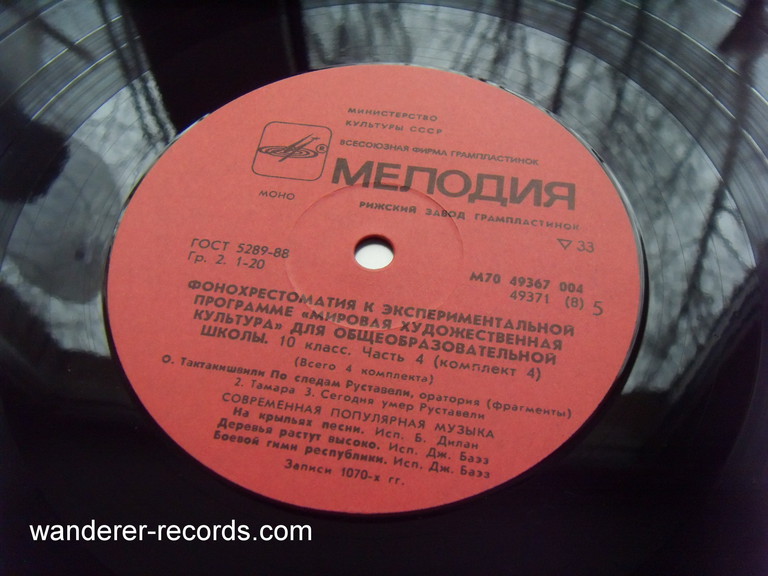 МИНИСТЕРСТВО
КУЛЬТУРЫ СССР
ВСЕСОЮЗНАЯ ФИРМА ГРАМПЛАСТИНОК
МЕЛОДИЯ
РИЖСКИЙ ЗАВОД ГРАМПЛАСТИНОК
МОНО
▽ 33
ГОСТ 5289-88
Гр. 2. 1-20
М70 49367 004
49371 (8) 5
ФОНОХРЕСТОМАТИЯ К ЭКСПЕРИМЕНТАЛЬНОЙ
ПРОГРАММЕ «МИРОВАЯ ХУДОЖЕСТВЕННАЯ
КУЛЬТУРА» ДЛЯ ОБЩЕОБРАЗОВАТЕЛЬНОЙ
ШКОЛЫ. 10 класс. Часть 4 (комплект 4)
(Всего 4 комплекта)
О. Тактакишвили По следам Руставели, оратория (фрагменты)
2. Тамара 3. Сегодня умер Руставели
СОВРЕМЕННАЯ ПОПУЛЯРНАЯ МУЗЫКА
На крыльях песни. Исп. Б. Дилан
Деревья растут высоко. Исп. Дж. Баэз
Боевой гимн республики. Исп. Дж. Баэз
Записи 1070-х гг.
wanderer-records.com